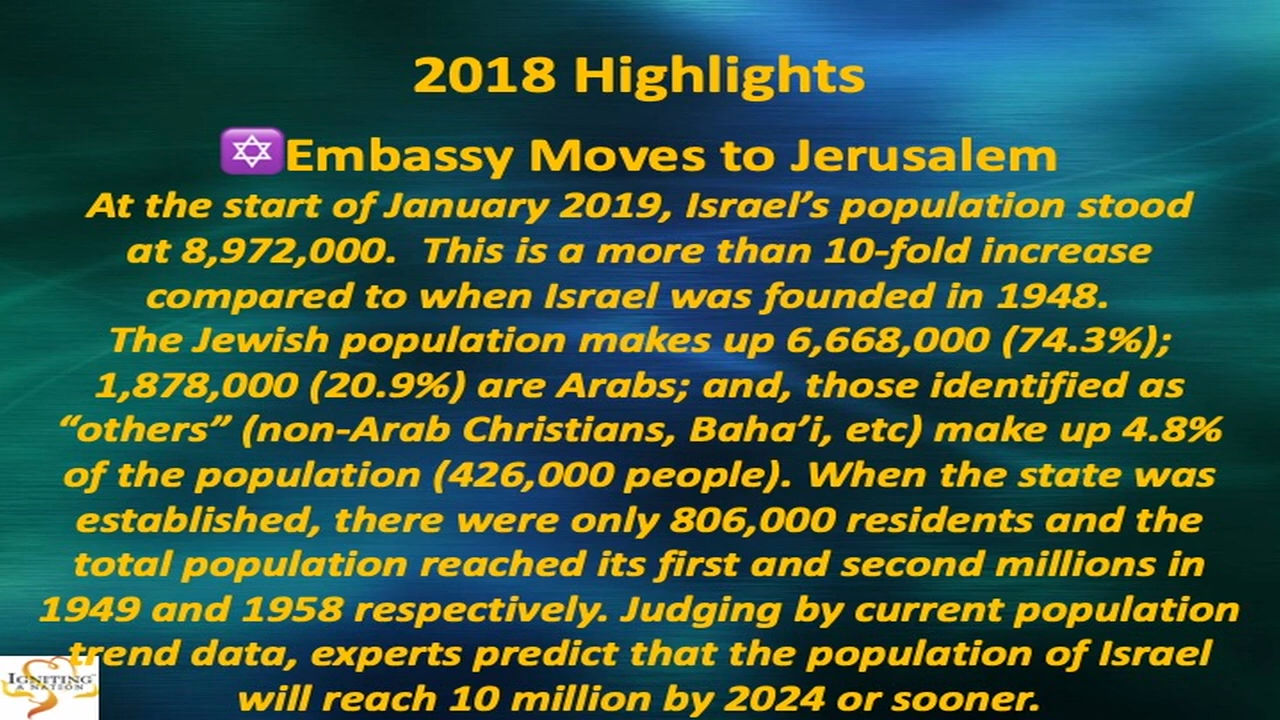 2018 Highlights
✡Embassy Moves to Jerusalem
At the start of January 2019, Israel’s population stood
at 8,972,000.  This is a more than 10-fold increase
compared to when Israel was founded in 1948.
The Jewish population makes up 6,668,000 (74.3%);
1,878,000 (20.9%) are Arabs; and, those identified as
“others” (non-Arab Christians, Baha’i, etc) make up 4.8%
of the population (426,000 people). When the state was
established, there were only 806,000 residents and the
total population reached its first and second millions in
1949 and 1958 respectively. Judging by current population
trend data, experts predict that the population of Israel
will reach 10 million by 2024 or sooner.
IGNITING
A NATION